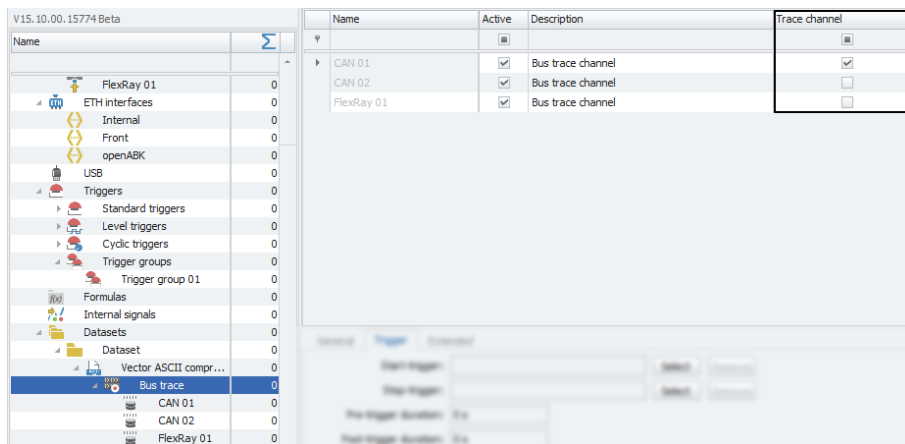 V15.10.00.15774 Beta
Name Σ
FlexRay 01 0
ETH ETH interfaces 0
Internal 0
Front 0
openABK 0
USB 0
Triggers 0
Standard triggers 0
Level triggers 0
Cyclic triggers 0
Trigger groups 0
Trigger group 01 0
f(x) Formulas 0
Internal signals 0
Datasets 0
Dataset 0
Vector ASCII compr... 0
Bus trace 0
CAN 01 0
CAN 02 0
FlexRay 01 0
Name Active Description Trace channel
CAN 01 Bus trace channel
CAN 02 Bus trace channel
FlexRay 01 Bus trace channel
General Trigger Extended
Start trigger: Select
Stop trigger: Select
Pre trigger duration: 0 s
Post trigger duration: 0 s